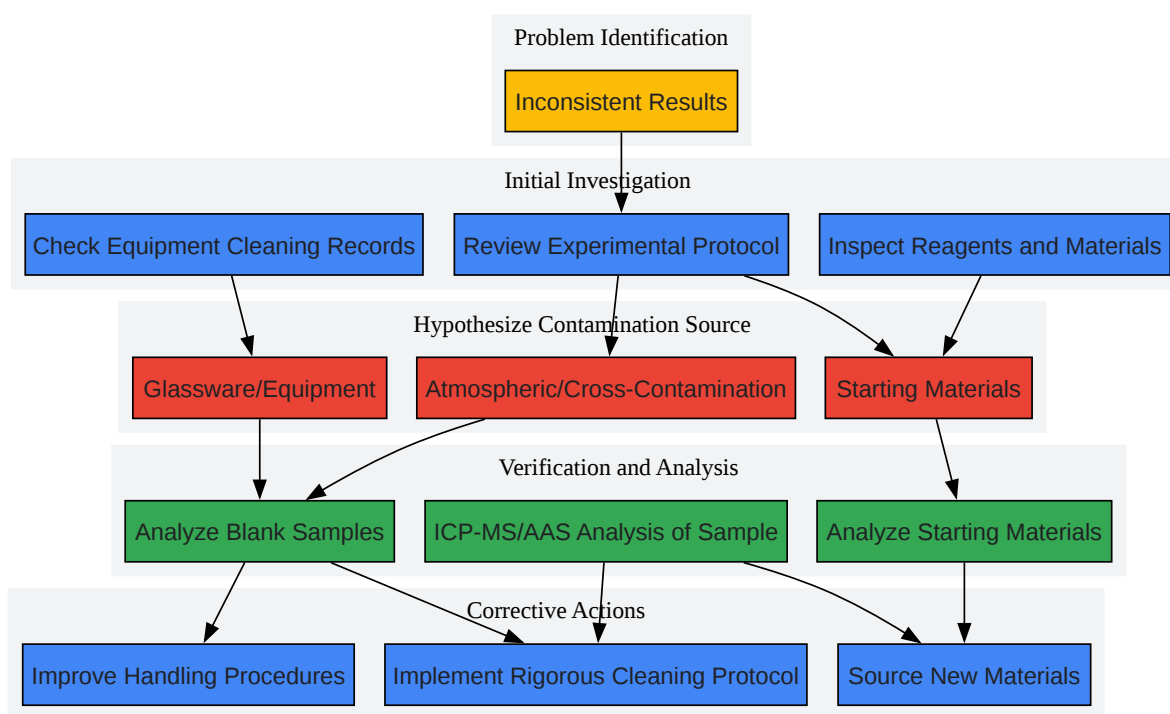 Problem Identification
Inconsistent Results
Initial Investigation
Check Equipment Cleaning Records
Review Experimental Protocol
Inspect Reagents and Materials
Hypothesize Contamination Source
Glassware/Equipment
Atmospheric/Cross-Contamination
Starting Materials
Verification and Analysis
Analyze Blank Samples
ICP-MS/AAS Analysis of Sample
Analyze Starting Materials
Corrective Actions
Improve Handling Procedures
Implement Rigorous Cleaning Protocol
Source New Materials